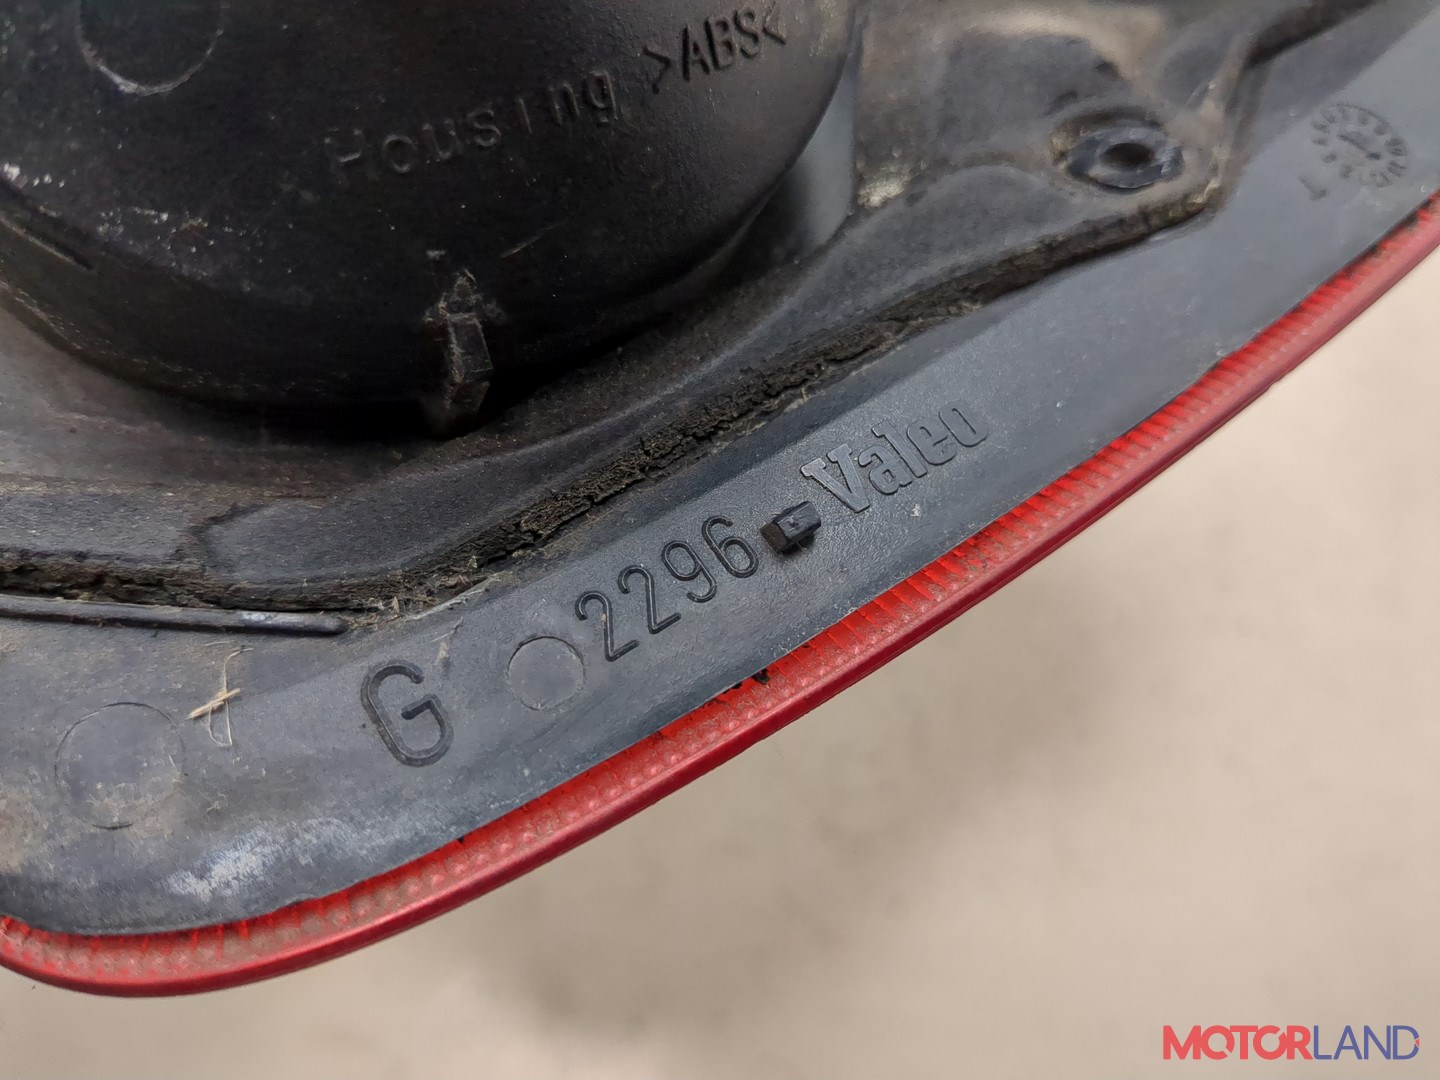 Housing >ABS<
Valeo
G 2296
MOTORLAND